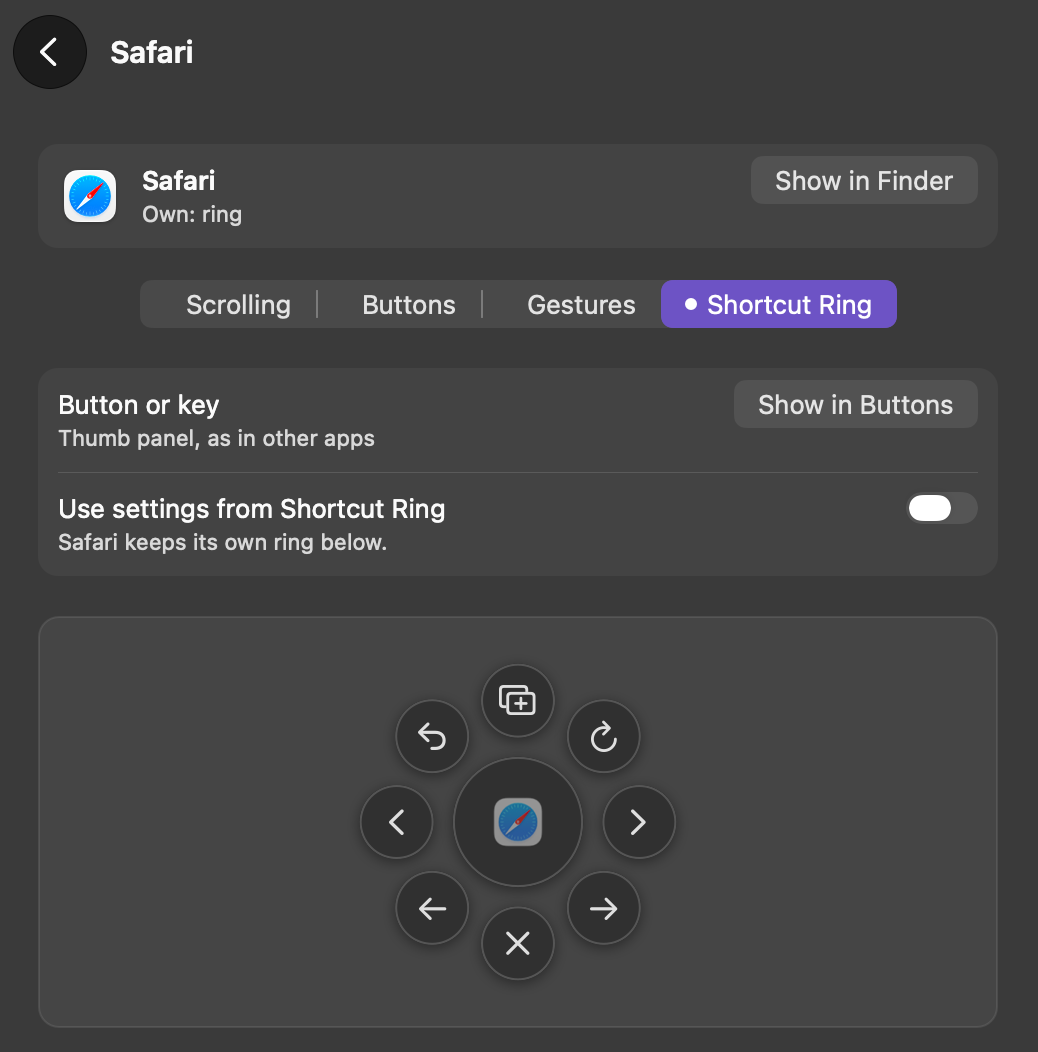 Safari
Safari
Own: ring
Show in Finder
Scrolling
Buttons
Gestures
Shortcut Ring
Button or key
Thumb panel, as in other apps
Show in Buttons
Use settings from Shortcut Ring
Safari keeps its own ring below.